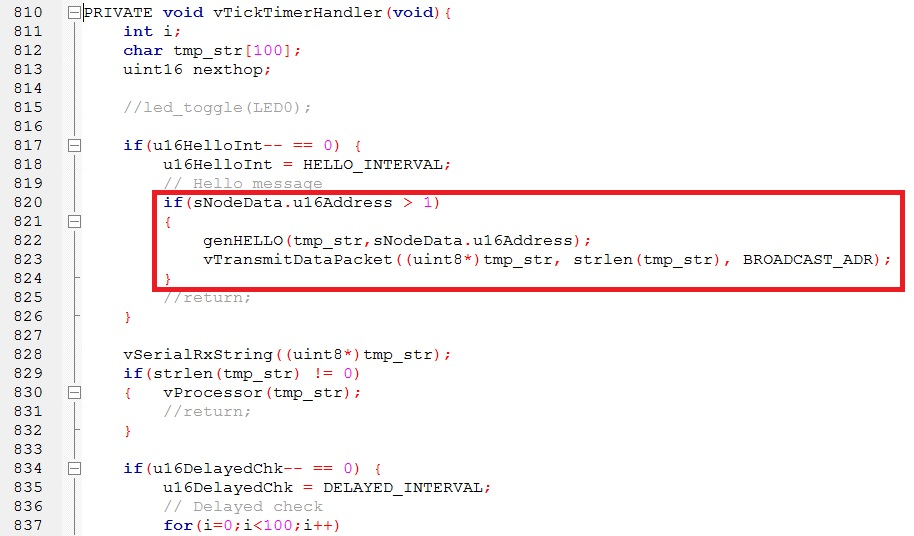 810 PRIVATE void vTickTimerHandler(void){
811     int i;
812     char tmp_str[100];
813     uint16 nexthop;
814
815     //led_toggle(LED0);
816
817     if(u16HelloInt-- == 0) {
818         u16HelloInt = HELLO_INTERVAL;
819         // Hello message
820         if(sNodeData.u16Address > 1)
821         {
822             genHELLO(tmp_str,sNodeData.u16Address);
823             vTransmitDataPacket((uint8*)tmp_str, strlen(tmp_str), BROADCAST_ADR);
824         }
825         //return;
826     }
827
828     vSerialRxString((uint8*)tmp_str);
829     if(strlen(tmp_str) != 0)
830     {   vProcessor(tmp_str);
831         //return;
832     }
833
834     if(u16DelayedChk-- == 0) {
835         u16DelayedChk = DELAYED_INTERVAL;
836         // Delayed check
837         for(i=0;i<100;i++)